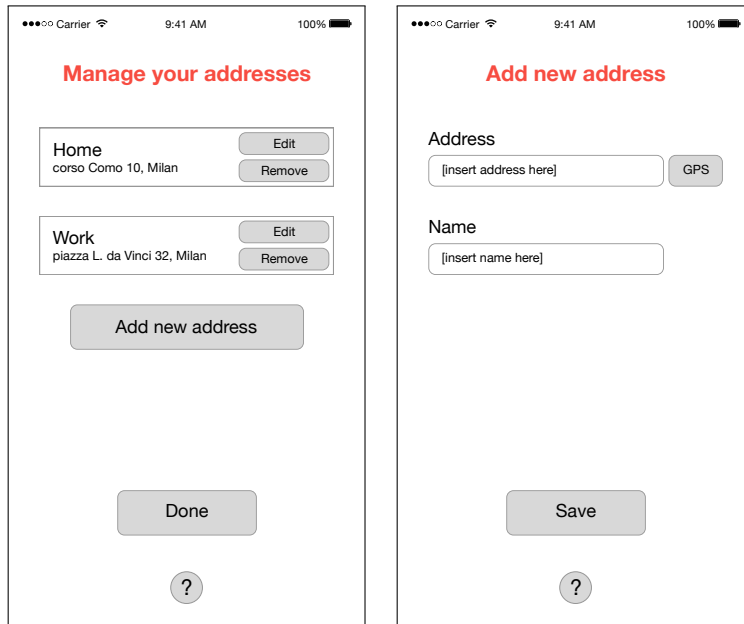 ●●●○○ Carrier 9:41 AM 100%
Manage your addresses
Home
corso Como 10, Milan
Edit
Remove
Work
piazza L. da Vinci 32, Milan
Edit
Remove
Add new address
Done
?
●●●○○ Carrier 9:41 AM 100%
Add new address
Address
[insert address here]
GPS
Name
[insert name here]
Save
?